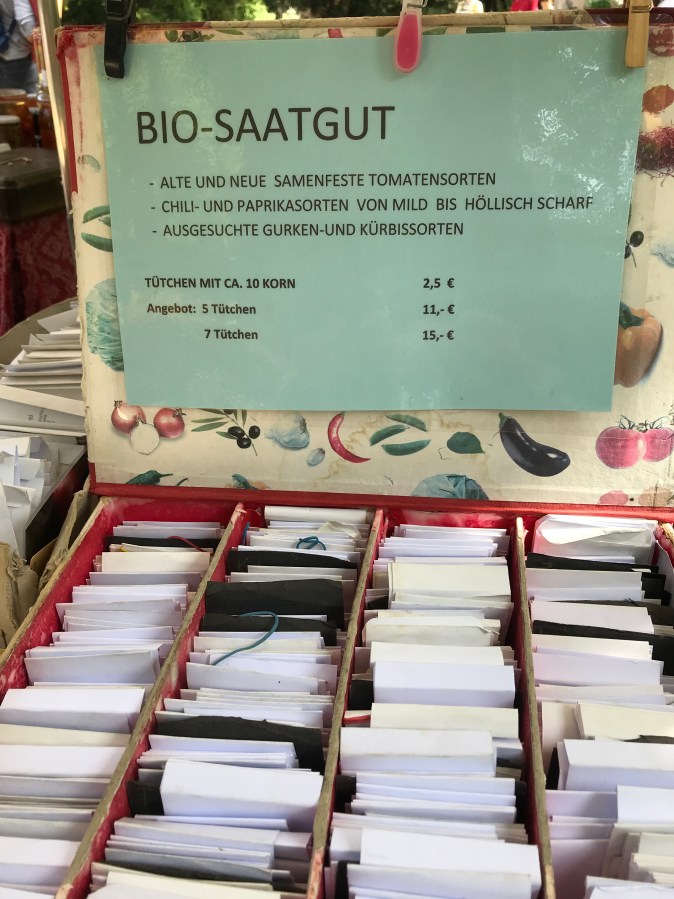 BIO-SAATGUT
- ALTE UND NEUE SAMENFESTE TOMATENSORTEN
- CHILI- UND PAPRIKASORTEN VON MILD BIS HÖLLISCH SCHARF
- AUSGESUCHTE GURKEN-UND KÜRBISSORTEN
TÜTCHEN MIT CA. 10 KORN 2,5 €
Angebot: 5 Tütchen 11,- €
7 Tütchen 15,- €